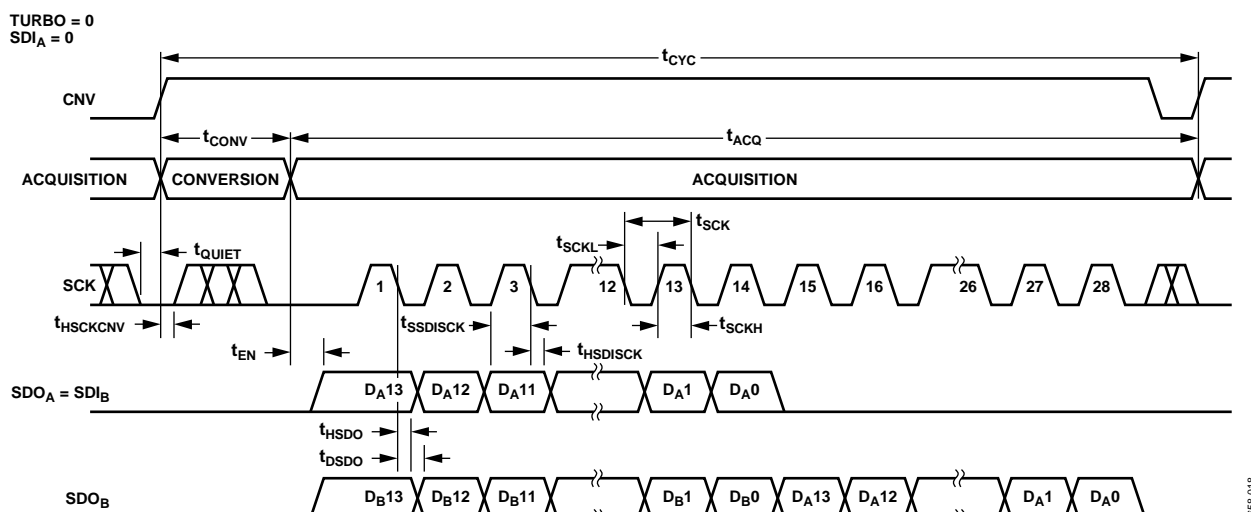 TURBO = 0
SDIA = 0
tCYC
CNV
tCONV
tACQ
ACQUISITION
CONVERSION
ACQUISITION
tSCK
tQUIET
tSCKL
SCK
1 2 3 12 13 14 15 16 26 27 28
tHSCKCNV
tSSDISCK
tSCKH
tEN
tHSDISCK
SDOA = SDIB
DA13 DA12 DA11 DA1 DA0
tHSDO
tDSDO
SDOB
DB13 DB12 DB11 DB1 DB0 DA13 DA12 DA1 DA0